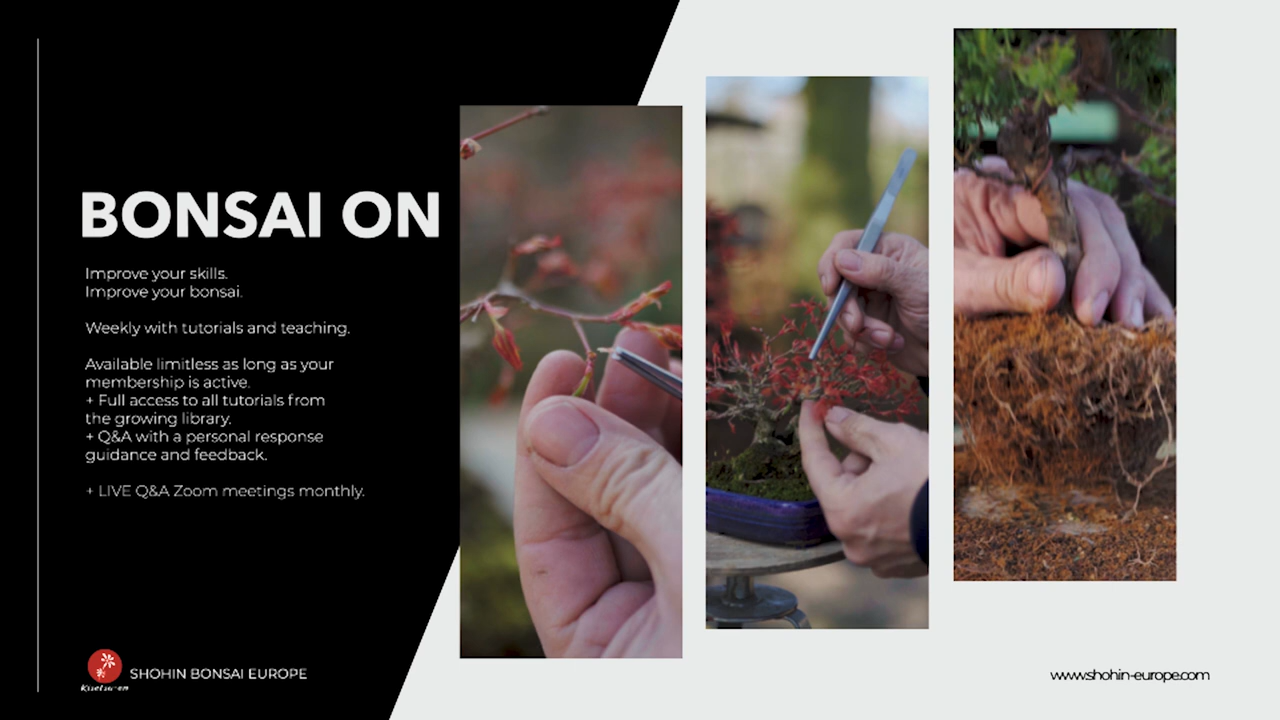 BONSAI ON
Improve your skills.
Improve your bonsai.
Weekly with tutorials and teaching.
Available limitless as long as your
membership is active.
+ Full access to all tutorials from
the growing library.
+ Q&A with a personal response
guidance and feedback.
+ LIVE Q&A Zoom meetings monthly.
SHOHIN BONSAI EUROPE
www.shohin-europe.com